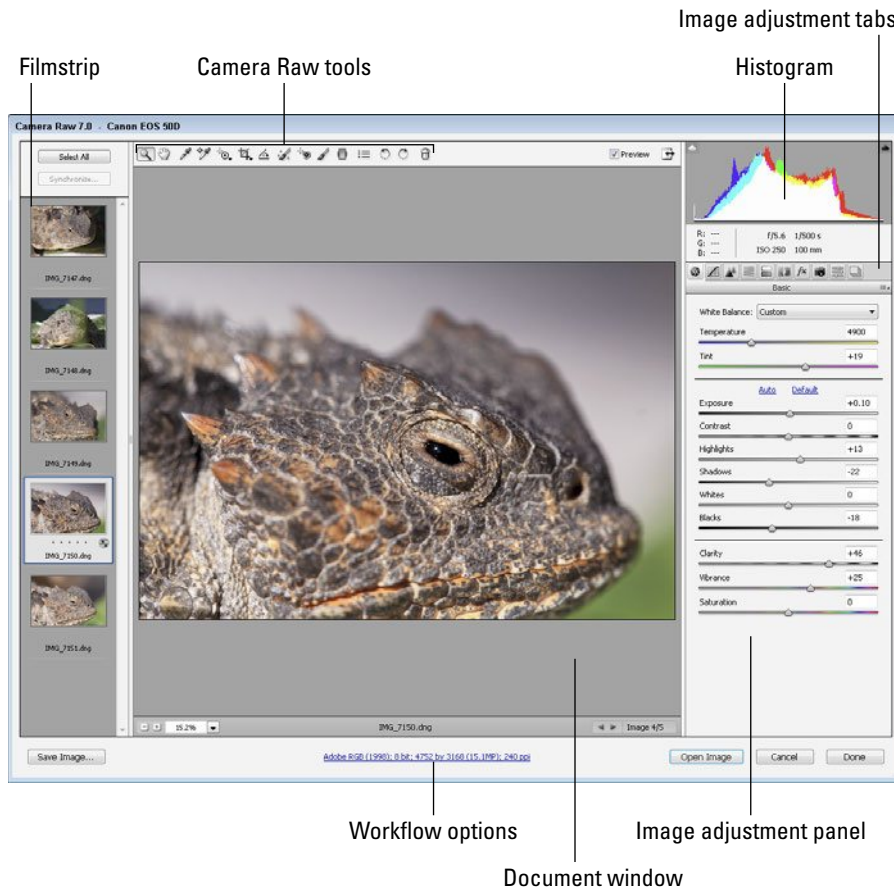 Image adjustment tabs
Filmstrip
Camera Raw tools
Histogram
Camera Raw 7.0 - Canon EOS 50D
Select All
Synchronize...
Preview
R: ---
G: ---
B: ---
f/5.6 1/500 s
ISO 250 100 mm
Basic
IMG_7147.dng
IMG_7148.dng
IMG_7149.dng
IMG_7150.dng
IMG_7151.dng
White Balance: Custom
Temperature 4900
Tint +19
Auto Default
Exposure +0.10
Contrast 0
Highlights +13
Shadows -22
Whites 0
Blacks -18
Clarity +46
Vibrance +25
Saturation 0
15.2%
IMG_7150.dng
Image 4/5
Save Image...
Adobe RGB (1998); 8 bit; 4752 by 3168 (15.1MP); 240 ppi
Open Image
Cancel
Done
Workflow options
Image adjustment panel
Document window